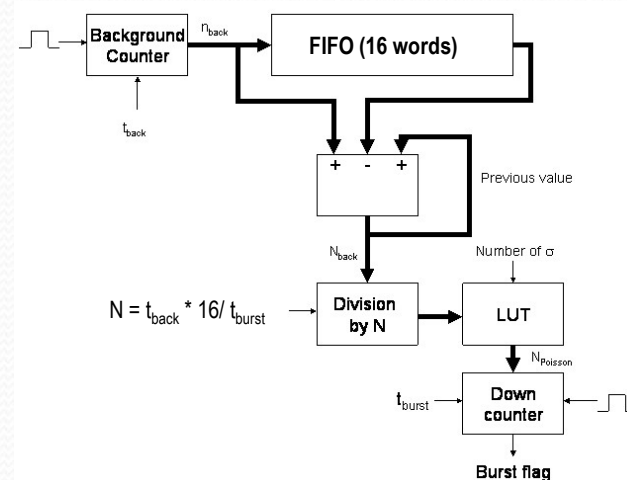 Background
Counter
n_back
FIFO (16 words)
t_back
+ - +
Previous value
N_back
Number of σ
N = t_back * 16/ t_burst
Division
by N
LUT
N_Poisson
t_burst
Down
counter
Burst flag